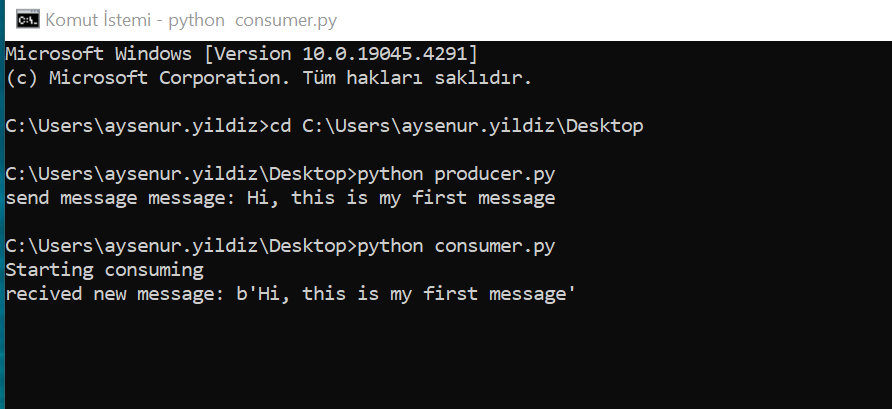 Komut İstemi - python  consumer.py
Microsoft Windows [Version 10.0.19045.4291]
(c) Microsoft Corporation. Tüm hakları saklıdır.
C:\Users\aysenur.yildiz>cd C:\Users\aysenur.yildiz\Desktop
C:\Users\aysenur.yildiz\Desktop>python producer.py
send message message: Hi, this is my first message
C:\Users\aysenur.yildiz\Desktop>python consumer.py
Starting consuming
recived new message: b'Hi, this is my first message'